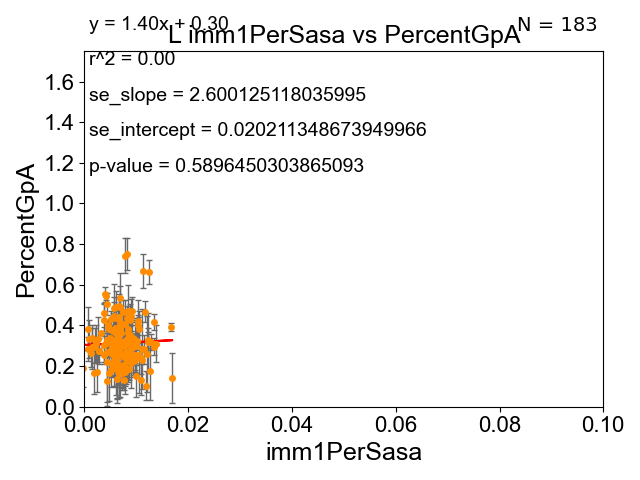 y = 1.40x + 0.30
N = 183
L imm1PerSasa vs PercentGpA
r^2 = 0.00
se_slope = 2.600125118035995
se_intercept = 0.020211348673949966
p-value = 0.5896450303865093
1.6
1.4
1.2
1.0
0.8
0.6
0.4
0.2
0.0
PercentGpA
0.00 0.02 0.04 0.06 0.08 0.10
imm1PerSasa